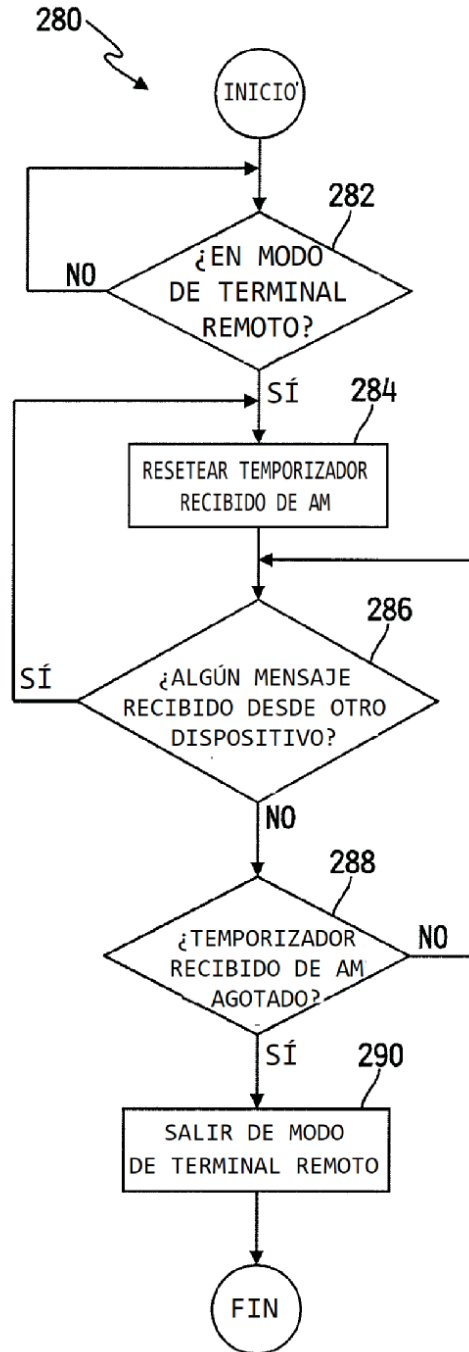 280
INICIO'
282
¿EN MODO
DE TERMINAL
REMOTO?
NO
SÍ
284
RESETEAR TEMPORIZADOR
RECIBIDO DE AM
286
¿ALGÚN MENSAJE
RECIBIDO DESDE OTRO
DISPOSITIVO?
SÍ
NO
288
¿TEMPORIZADOR
RECIBIDO DE AM
AGOTADO?
NO
SÍ
290
SALIR DE MODO
DE TERMINAL REMOTO
FIN